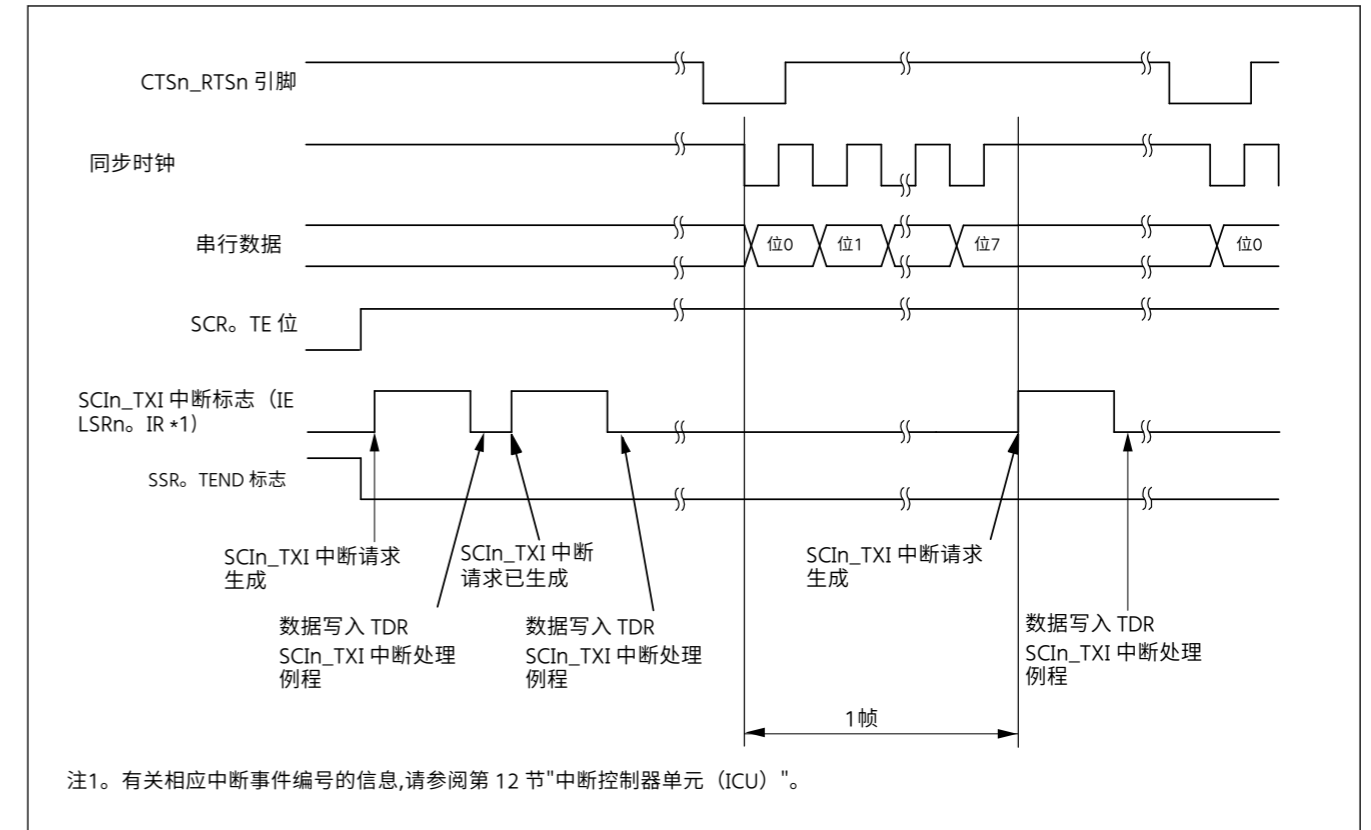 CTSn_RTSn 引脚
同步时钟
串行数据
位0
位1
位7
位0
SCR。TE 位
SCIn_TXI 中断标志（IE
LSRn。IR *1）
SSR。TEND 标志
SCIn_TXI 中断请求
生成
SCIn_TXI 中断
请求已生成
SCIn_TXI 中断请求
生成
数据写入 TDR
SCIn_TXI 中断处理
例程
数据写入 TDR
SCIn_TXI 中断处理
例程
数据写入 TDR
SCIn_TXI 中断处理
例程
1帧
注1。有关相应中断事件编号的信息,请参阅第 12 节"中断控制器单元（ICU）"。